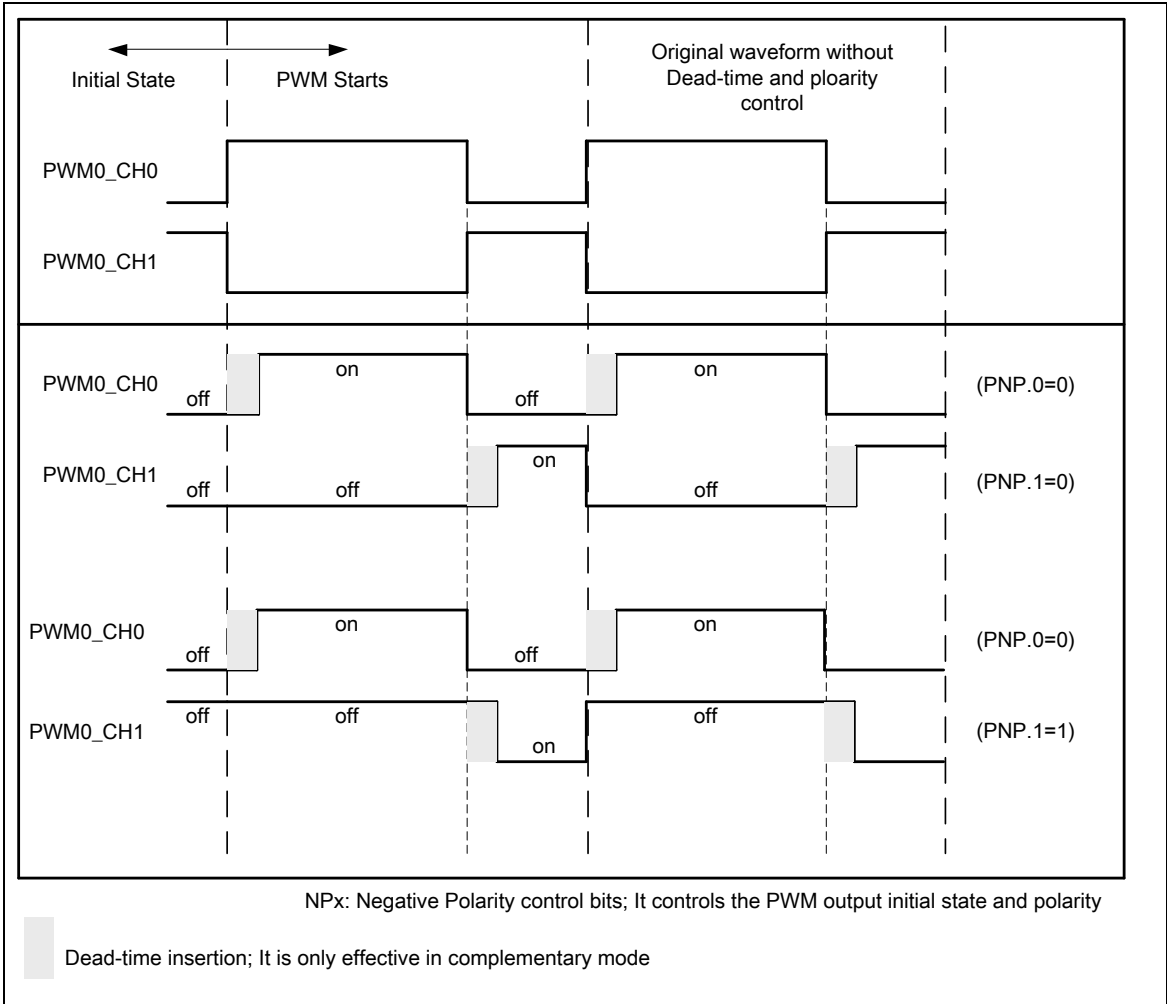 Initial State
PWM Starts
Original waveform without
Dead-time and ploarity
control
PWM0_CH0
PWM0_CH1
PWM0_CH0
off
on
off
on
(PNP.0=0)
PWM0_CH1
off
off
on
off
(PNP.1=0)
PWM0_CH0
off
on
off
on
(PNP.0=0)
PWM0_CH1
off
off
on
off
(PNP.1=1)
NPx: Negative Polarity control bits; It controls the PWM output initial state and polarity
Dead-time insertion; It is only effective in complementary mode